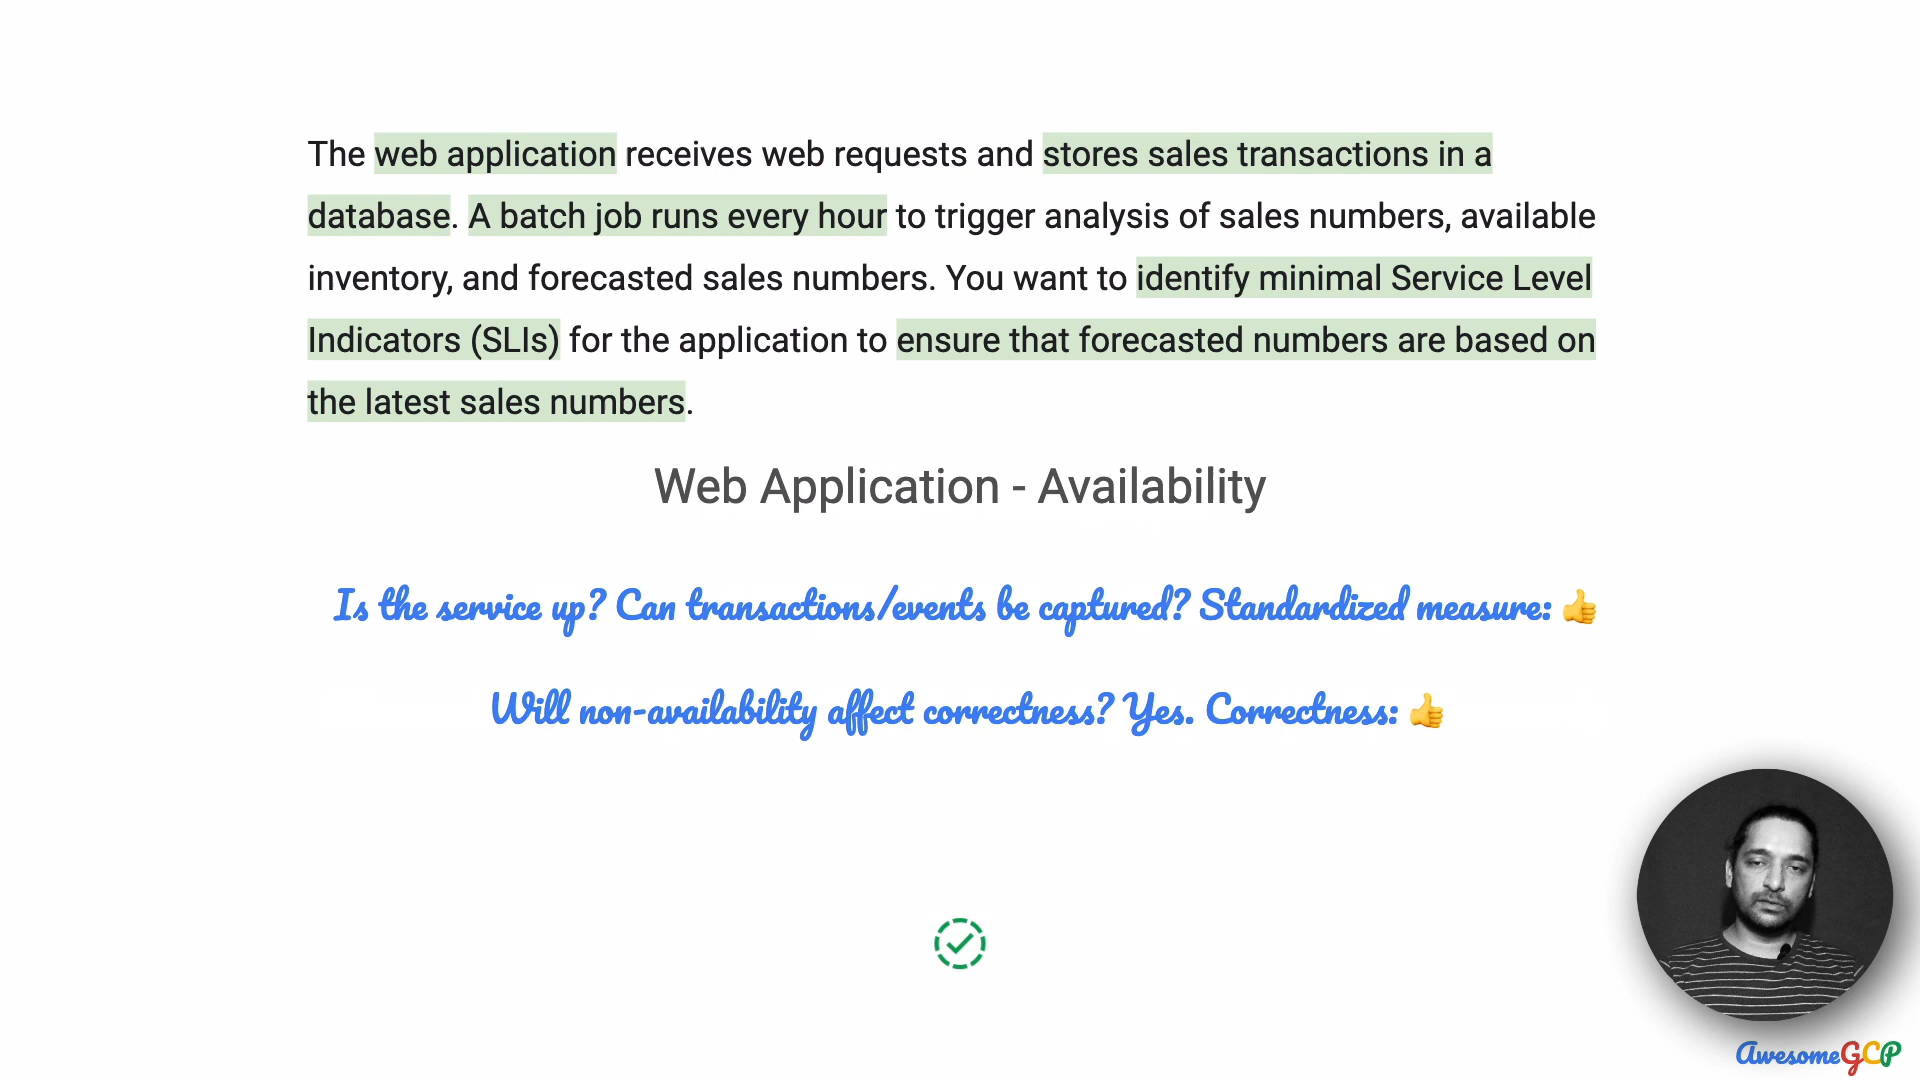 The web application receives web requests and stores sales transactions in a
database. A batch job runs every hour to trigger analysis of sales numbers, available
inventory, and forecasted sales numbers. You want to identify minimal Service Level
Indicators (SLIs) for the application to ensure that forecasted numbers are based on
the latest sales numbers.
Web Application - Availability
Is the service up? Can transactions/events be captured? Standardized measure: 👍
Will non-availability affect correctness? Yes. Correctness: 👍
AwesomeGCP